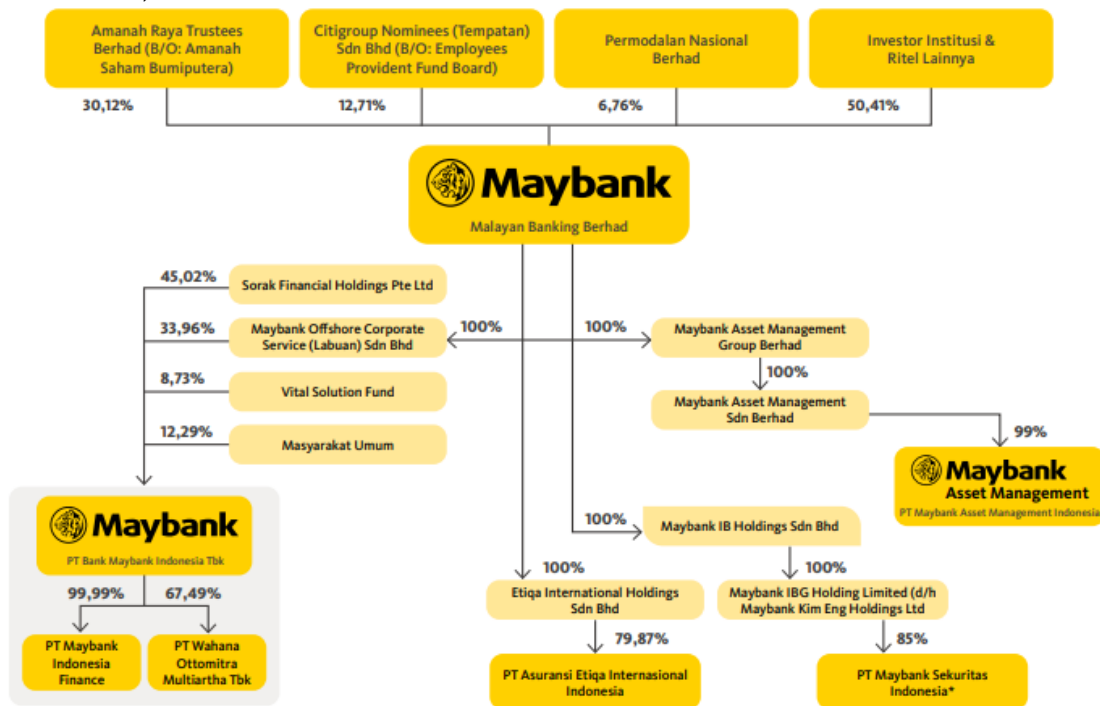 Amanah Raya Trustees
Berhad (B/O: Amanah
Saham Bumiputera)
Citigroup Nominees (Tempatan)
Sdn Bhd (B/O: Employees
Provident Fund Board)
Permodalan Nasional
Berhad
Investor Institusi &
Ritel Lainnya
30,12%
12,71%
6,76%
50,41%
Maybank
Malayan Banking Berhad
45,02%
Sorak Financial Holdings Pte Ltd
33,96%
Maybank Offshore Corporate
Service (Labuan) Sdn Bhd
100%
100%
Maybank Asset Management
Group Berhad
8,73%
Vital Solution Fund
100%
Maybank Asset Management
Sdn Berhad
12,29%
Masyarakat Umum
99%
Maybank
Asset Management
PT Maybank Asset Management Indonesia
Maybank
PT Bank Maybank Indonesia Tbk
99,99%
67,49%
PT Maybank
Indonesia
Finance
PT Wahana
Ottomitra
Multiartha Tbk
100%
Maybank IB Holdings Sdn Bhd
100%
Etiqa International Holdings
Sdn Bhd
100%
Maybank IBG Holding Limited (d/h
Maybank Kim Eng Holdings Ltd
79,87%
PT Asuransi Etiqa Internasional
Indonesia
85%
PT Maybank Sekuritas
Indonesia*